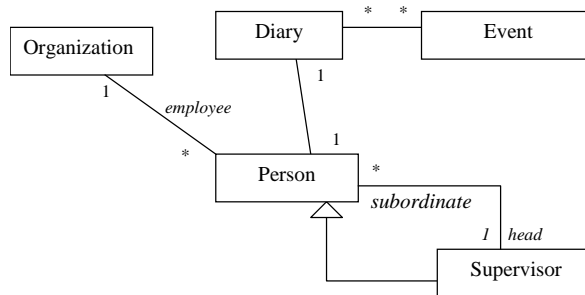 Organization
Diary
* *
Event
1
employee
*
1
1
Person
*
subordinate
1 head
Supervisor